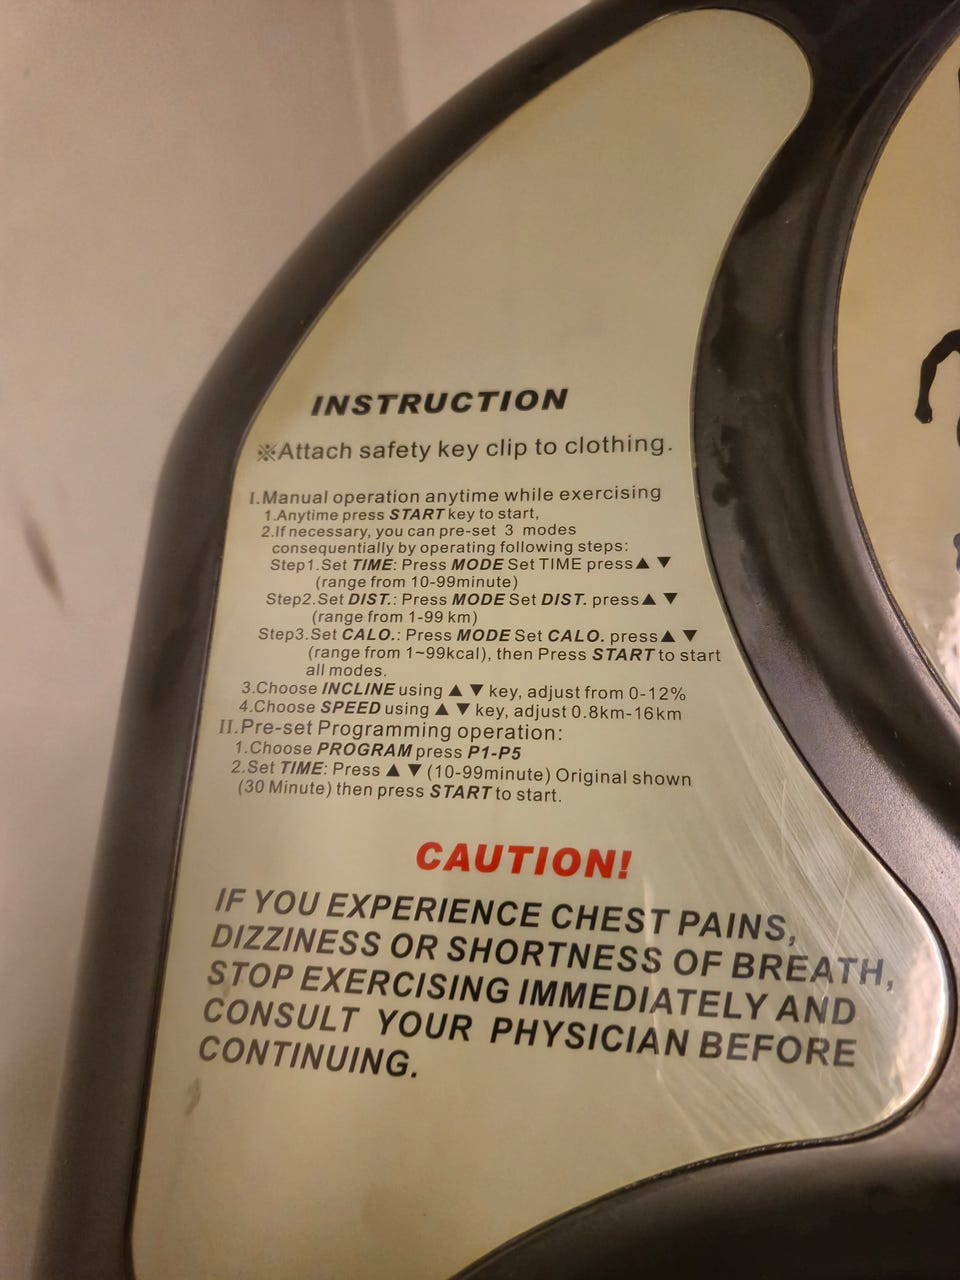 INSTRUCTION
※Attach safety key clip to clothing.
I.Manual operation anytime while exercising
1.Anytime press START key to start,
2.If necessary, you can pre-set 3 modes
consequentially by operating following steps:
Step1.Set TIME: Press MODE Set TIME press▲ ▼
(range from 10-99minute)
Step2.Set DIST.: Press MODE Set DIST. press▲ ▼
(range from 1-99 km)
Step3.Set CALO.: Press MODE Set CALO. press▲ ▼
(range from 1~99kcal), then Press START to start
all modes.
3.Choose INCLINE using ▲ ▼ key, adjust from 0-12%
4.Choose SPEED using ▲ ▼ key, adjust 0.8km-16km
II.Pre-set Programming operation:
1.Choose PROGRAM press P1-P5
2.Set TIME: Press ▲ ▼ (10-99minute) Original shown
(30 Minute) then press START to start.
CAUTION!
IF YOU EXPERIENCE CHEST PAINS,
DIZZINESS OR SHORTNESS OF BREATH,
STOP EXERCISING IMMEDIATELY AND
CONSULT YOUR PHYSICIAN BEFORE
CONTINUING.